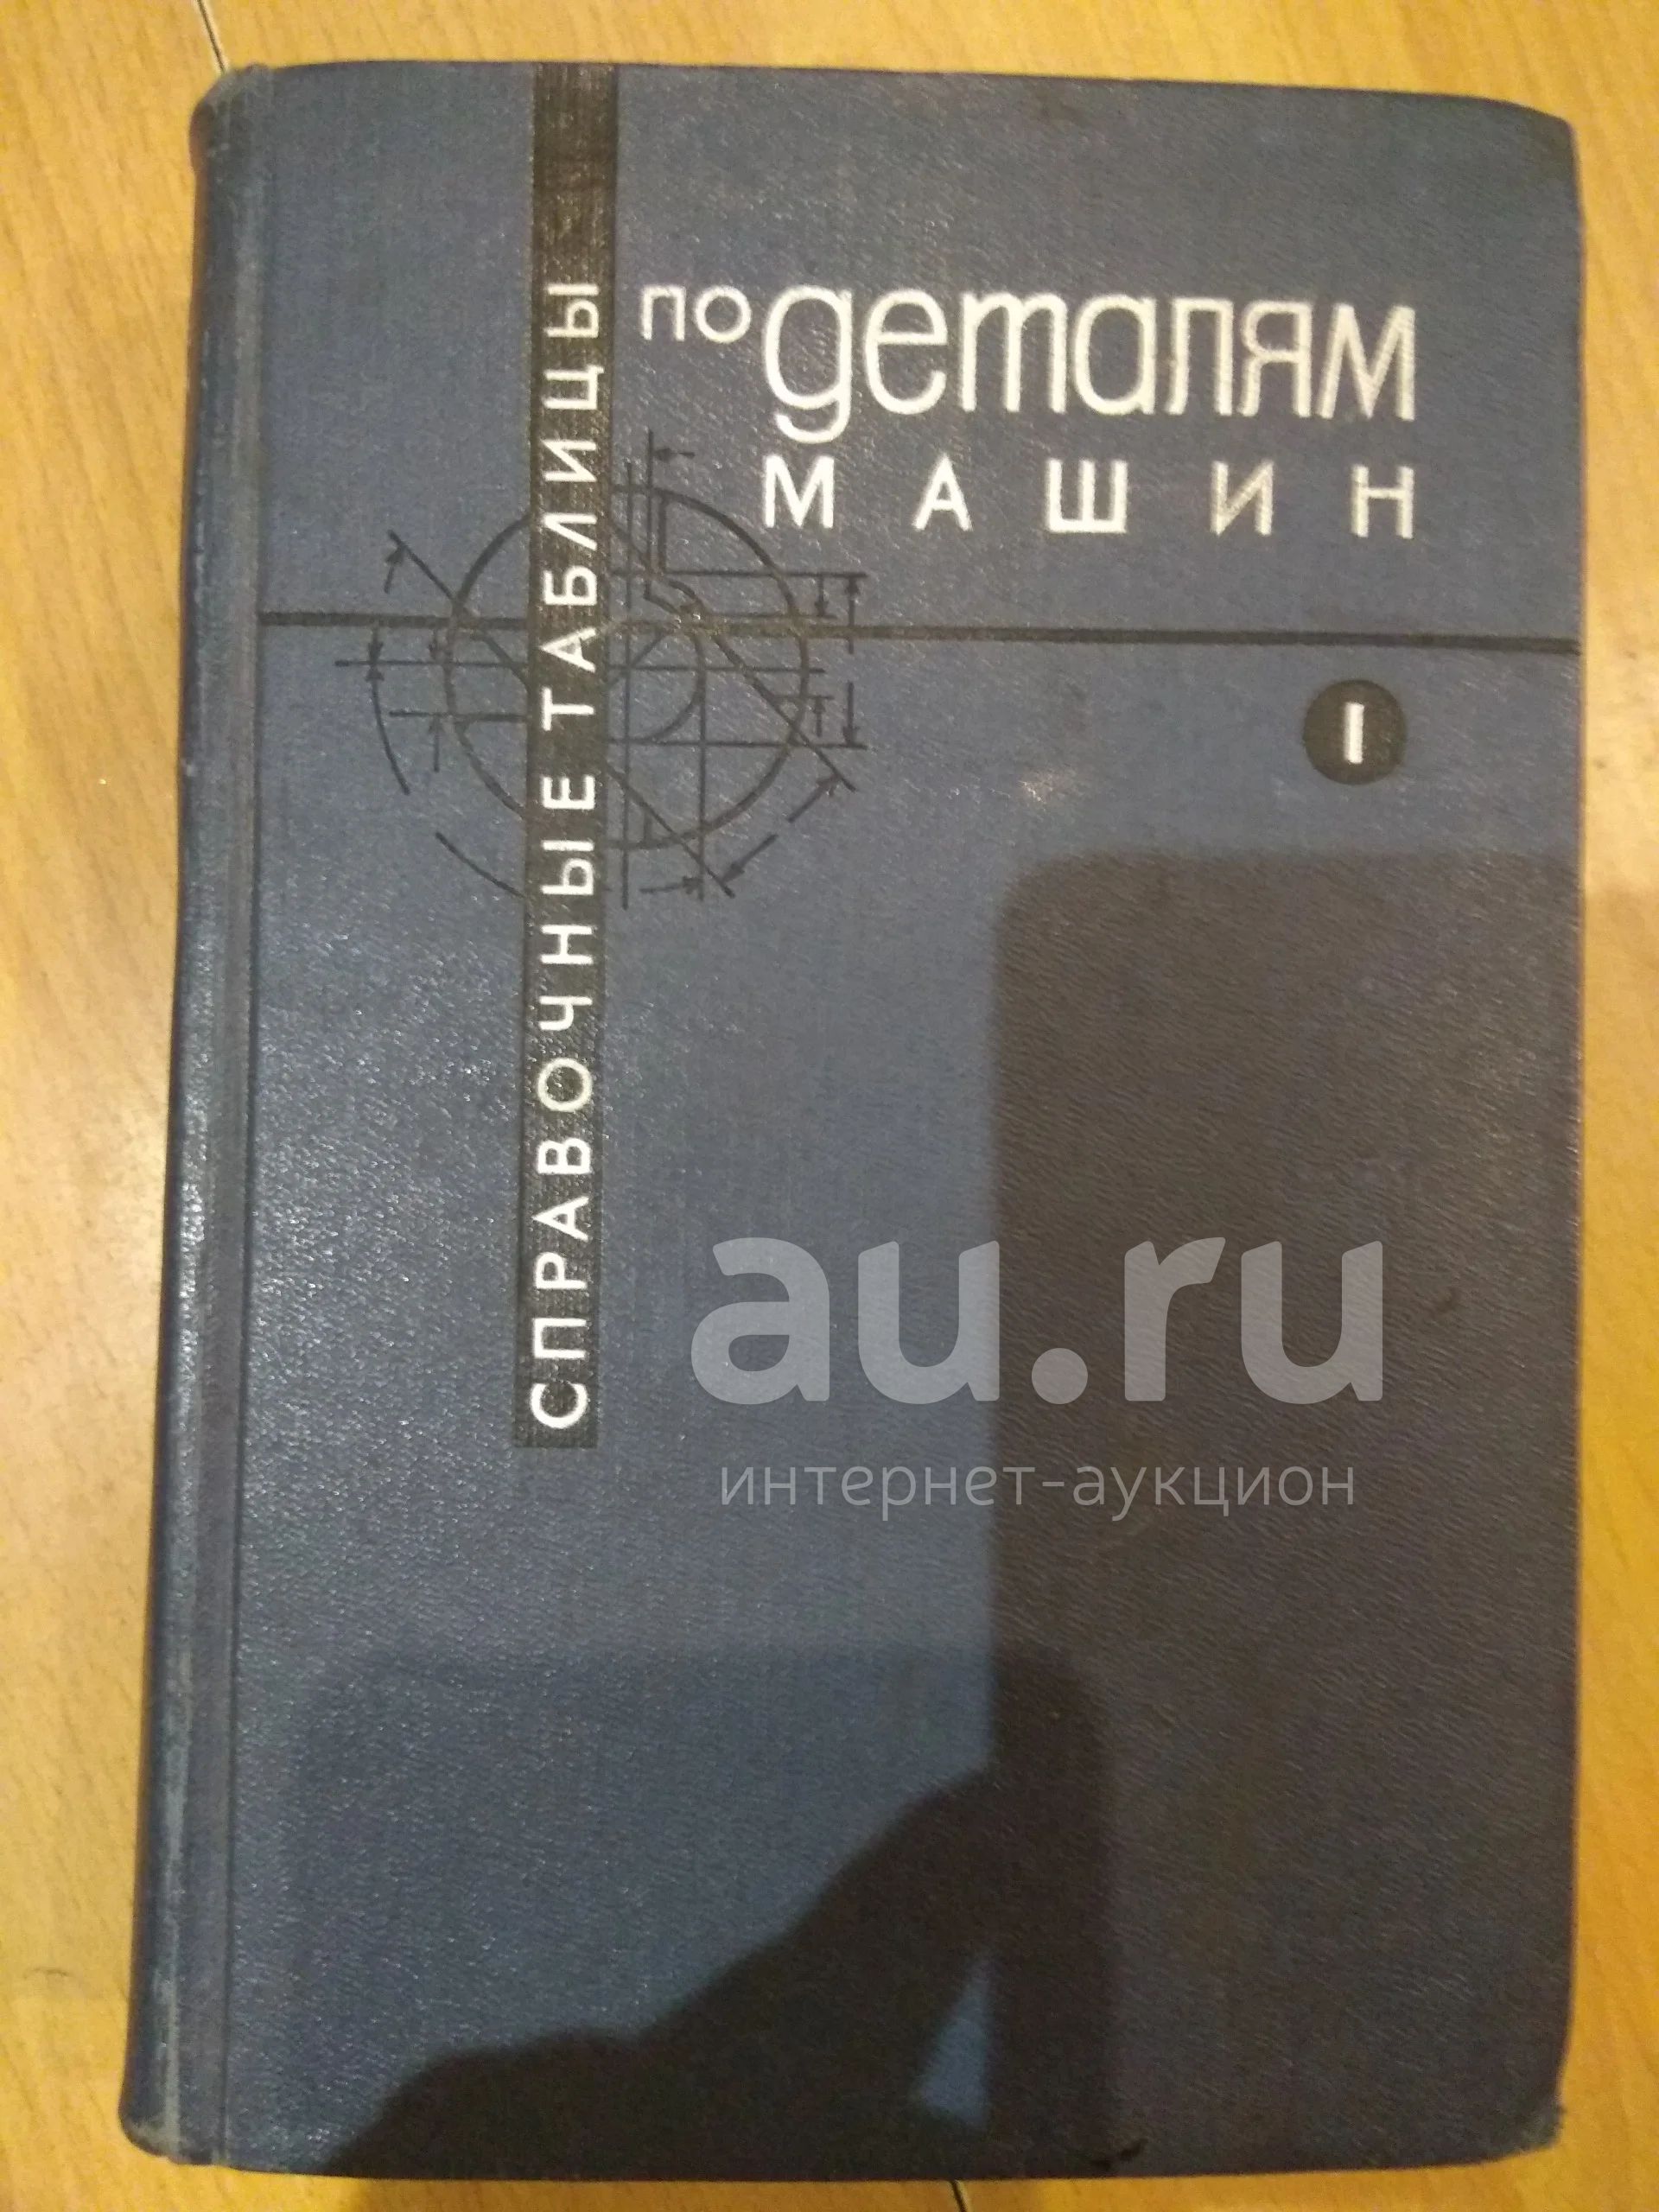 СПРАВОЧНЫЕ ТАБЛИЦЫ
по деталям
МАШИН
I
au.ru
интернет-аукцион